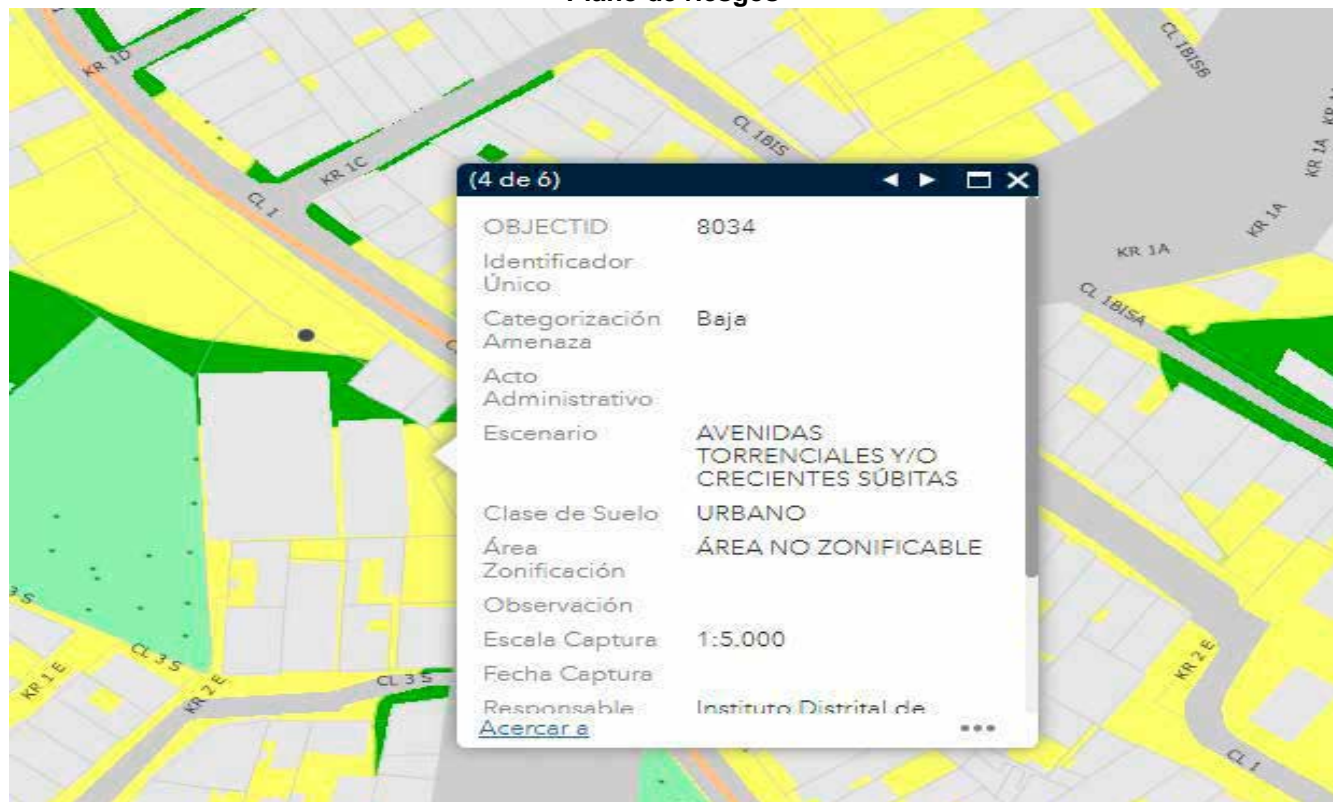 Plano de riesgos
KR 1D
CL 1BISB
CL 1BIS
KR 1A
KR 1C
CL 1
KR 1A
KR 1A
CL 1BISA
(4 de 6)
OBJECTID 8034
Identificador
Único
Categorización Baja
Amenaza
Acto
Administrativo
Escenario AVENIDAS
TORRENCIALES Y/O
CRECIENTES SÚBITAS
Clase de Suelo URBANO
Área ÁREA NO ZONIFICABLE
Zonificación
Observación
Escala Captura 1:5.000
Fecha Captura
Responsable Instituto Distrital de
Acercar a
CL 3 S
KR 1 E
KR 2 E
CL 3 S
KR 2 E
CL 1